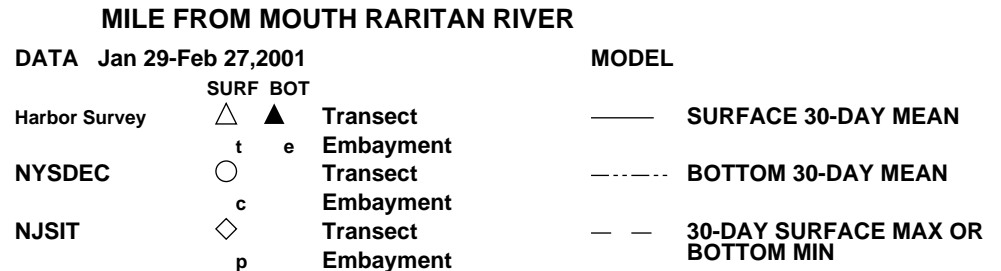 MILE FROM MOUTH RARITAN RIVER
DATA Jan 29-Feb 27,2001 MODEL
SURF BOT
Harbor Survey Transect SURFACE 30-DAY MEAN
t e Embayment
NYSDEC Transect BOTTOM 30-DAY MEAN
c Embayment
NJSIT Transect 30-DAY SURFACE MAX OR
BOTTOM MIN
p Embayment